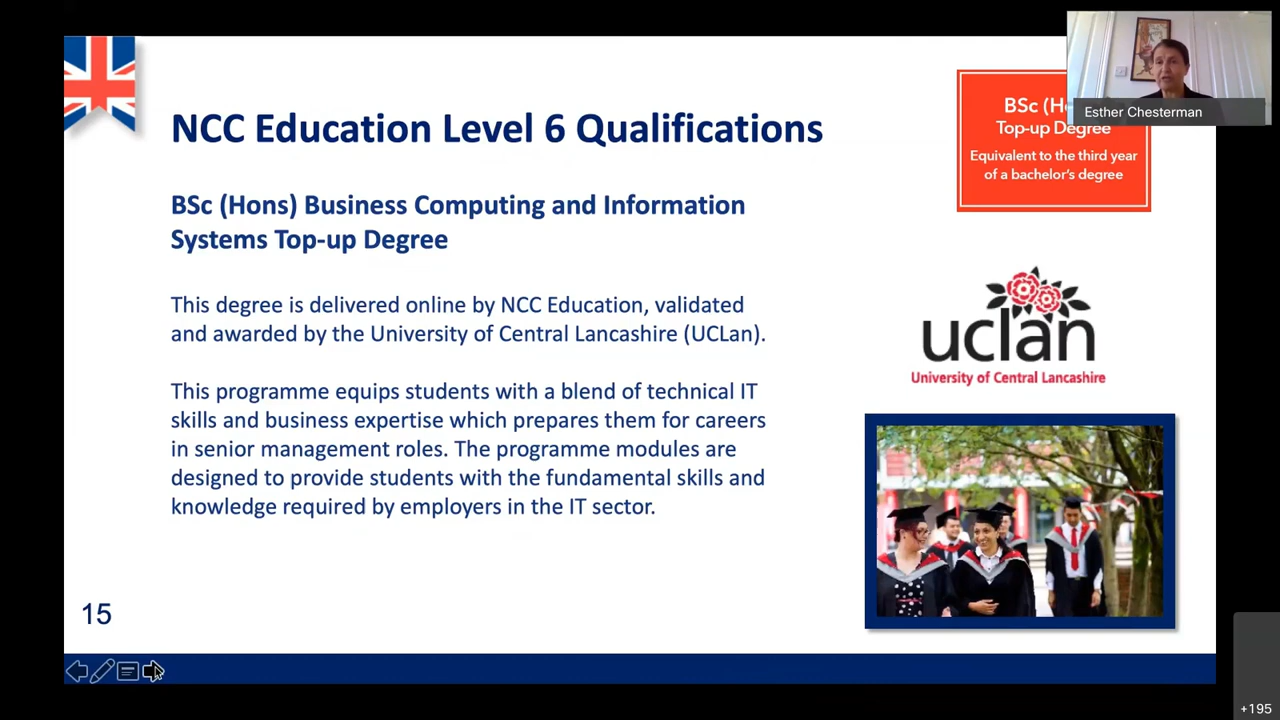 NCC Education Level 6 Qualifications
BSc (Hons) Business Computing and Information
Systems Top-up Degree
This degree is delivered online by NCC Education, validated
and awarded by the University of Central Lancashire (UCLan).
This programme equips students with a blend of technical IT
skills and business expertise which prepares them for careers
in senior management roles. The programme modules are
designed to provide students with the fundamental skills and
knowledge required by employers in the IT sector.
15
BSc (H
Top-up Degree
Equivalent to the third year
of a bachelor's degree
Esther Chesterman
uclan
University of Central Lancashire
+195